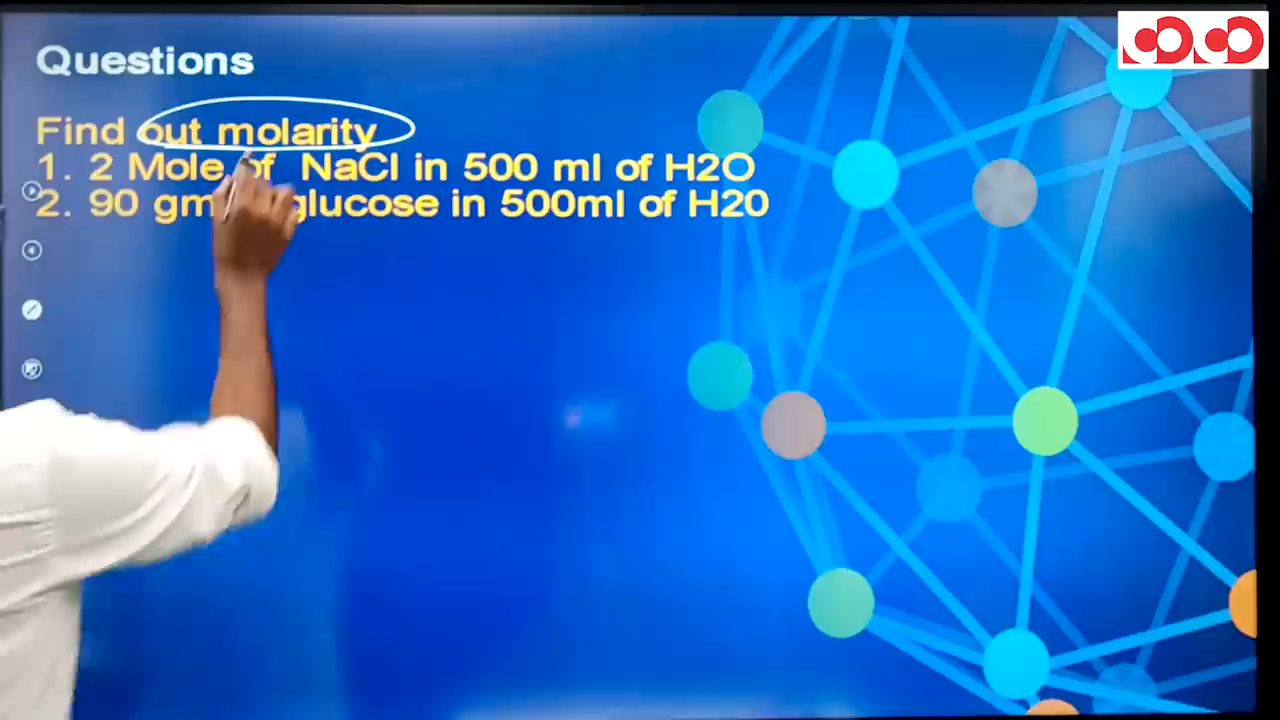 Questions
Find out molarity
1. 2 Mole of NaCl in 500 ml of H2O
2. 90 gm glucose in 500ml of H20